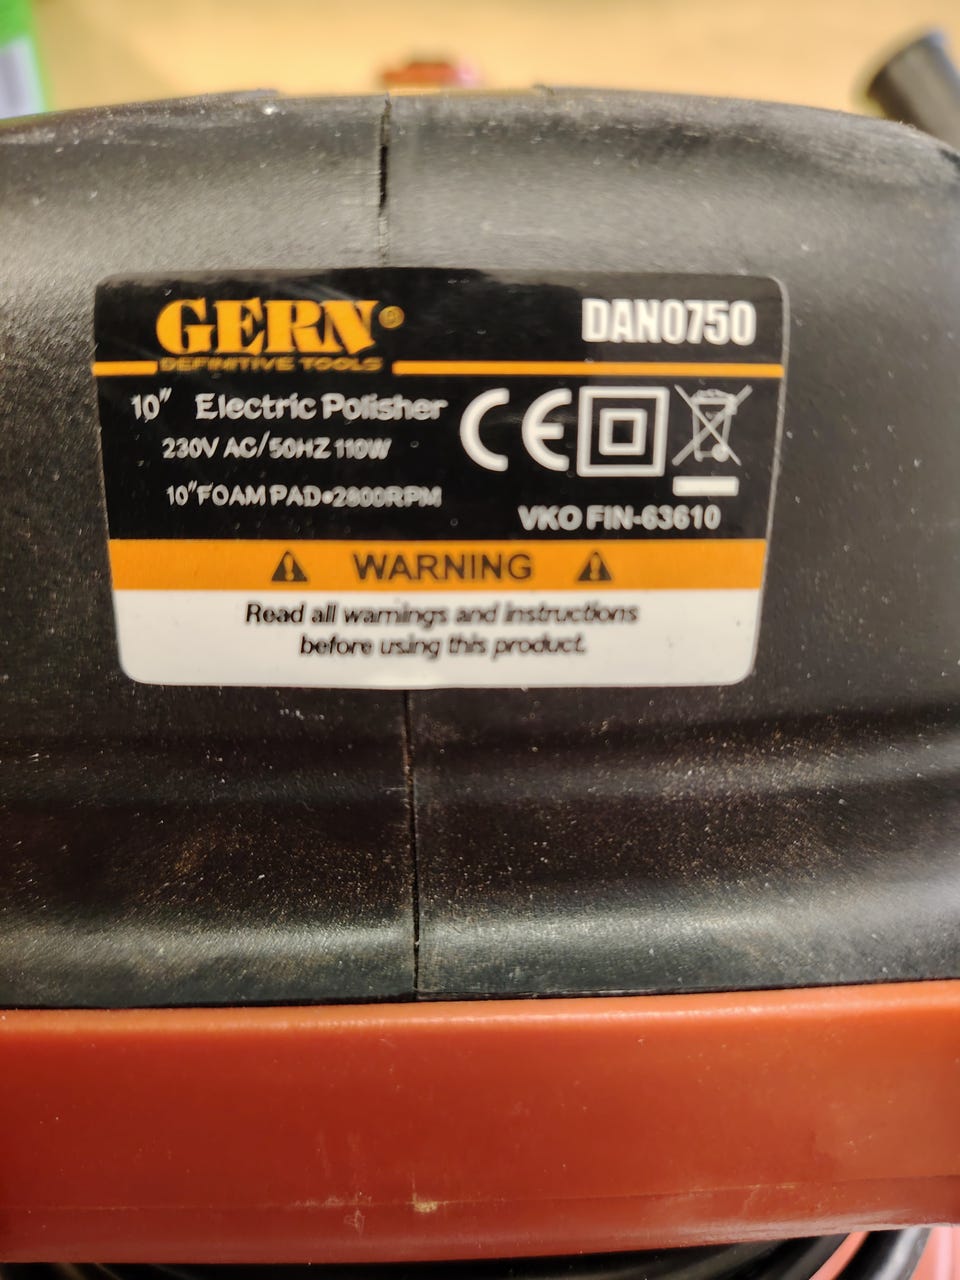 GERN®
DEFINITIVE TOOLS
DAN0750
10" Electric Polisher
230V AC/50HZ 110W
10"FOAM PAD•2800RPM
CE
VKO FIN-63610
WARNING
Read all warnings and instructions
before using this product.